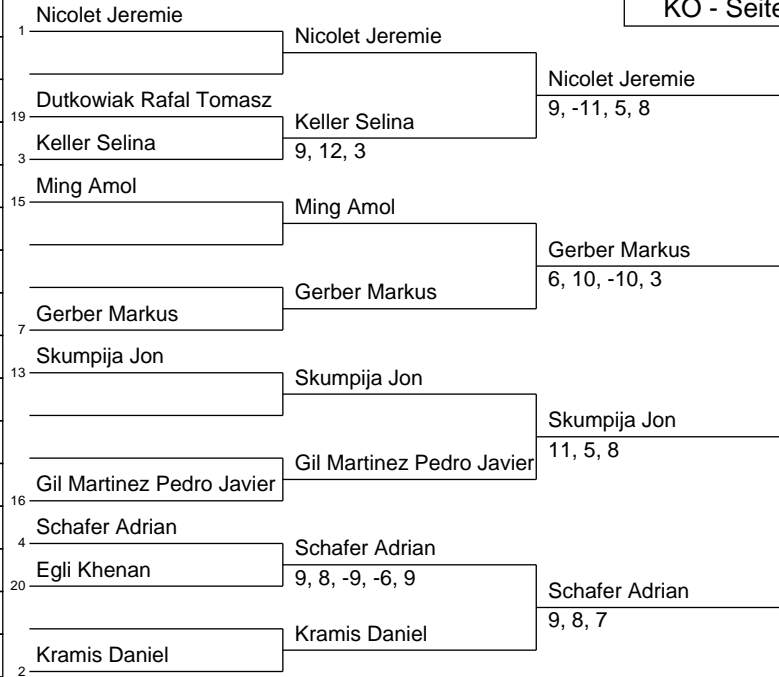 KO - Seite
1 Nicolet Jeremie
19 Dutkowiak Rafal Tomasz
3 Keller Selina
15 Ming Amol
7 Gerber Markus
13 Skumpija Jon
16 Gil Martinez Pedro Javier
4 Schafer Adrian
20 Egli Khenan
2 Kramis Daniel
Nicolet Jeremie
Keller Selina
9, 12, 3
Ming Amol
Gerber Markus
Skumpija Jon
Gil Martinez Pedro Javier
Schafer Adrian
9, 8, -9, -6, 9
Kramis Daniel
Nicolet Jeremie
9, -11, 5, 8
Gerber Markus
6, 10, -10, 3
Skumpija Jon
11, 5, 8
Schafer Adrian
9, 8, 7